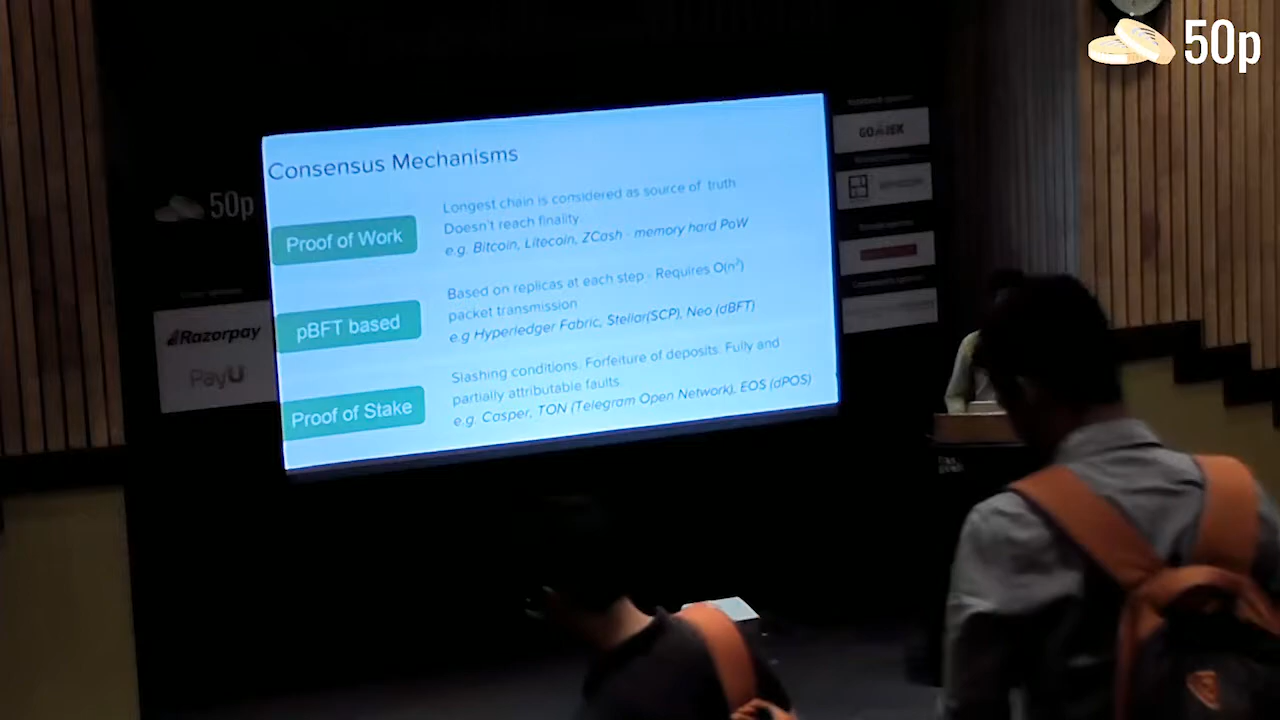 50p
Consensus Mechanisms
Proof of Work
Longest chain is considered as source of truth
Doesn't reach finality
e.g. Bitcoin, Litecoin, ZCash - memory hard PoW
pBFT based
Based on replicas at each step - Requires O(n²)
packet transmission
e.g Hyperledger Fabric, Stellar(SCP), Neo (dBFT)
Proof of Stake
Slashing conditions. Forfeiture of deposits. Fully and
partially attributable faults.
e.g. Casper, TON (Telegram Open Network), EOS (dPOS)
50p
Razorpay
PayU
GOJEK